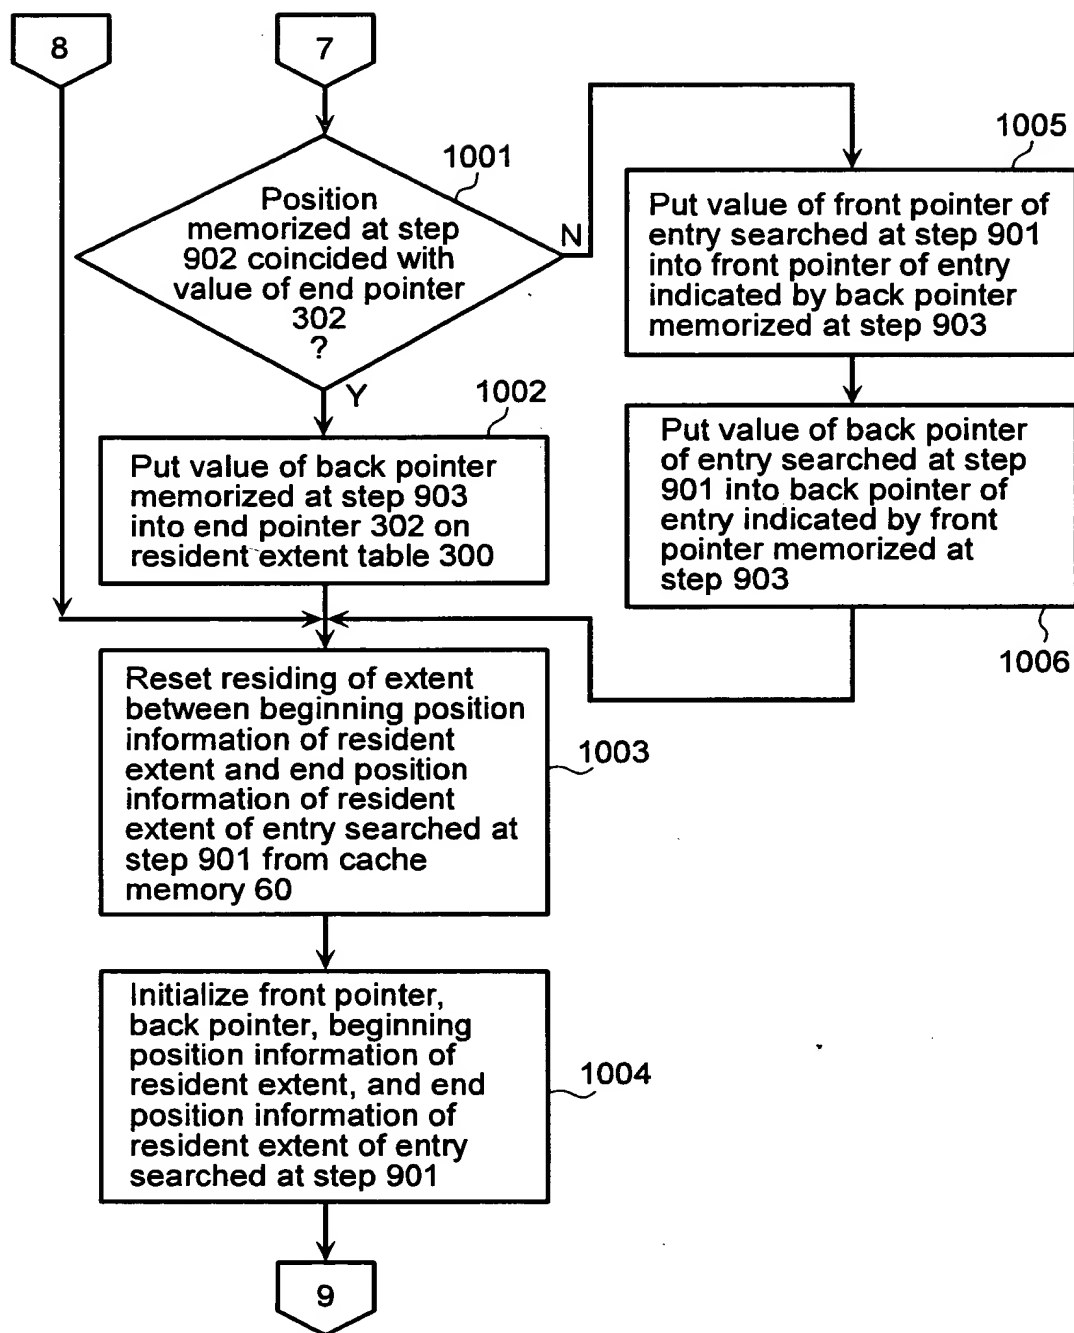 8
7
1001
Position
memorized at step
902 coincided with
value of end pointer
302
?
N
Y
1005
Put value of front pointer of
entry searched at step 901
into front pointer of entry
indicated by back pointer
memorized at step 903
1002
Put value of back pointer
memorized at step 903
into end pointer 302 on
resident extent table 300
Put value of back pointer
of entry searched at step
901 into back pointer of
entry indicated by front
pointer memorized at
step 903
1006
Reset residing of extent
between beginning position
information of resident
extent and end position
information of resident
extent of entry searched at
step 901 from cache
memory 60
1003
Initialize front pointer,
back pointer, beginning
position information of
resident extent, and end
position information of
resident extent of entry
searched at step 901
1004
9